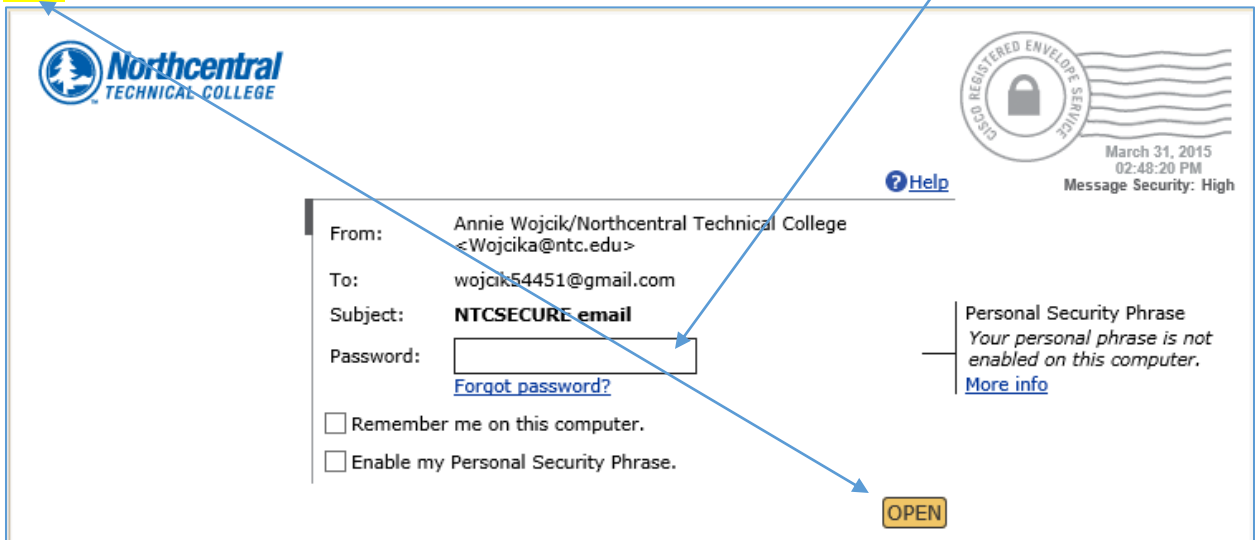 Northcentral
TECHNICAL COLLEGE
CISCO REGISTERED ENVELOPE SERVICE
March 31, 2015
02:48:20 PM
Message Security: High
?Help
From: Annie Wojcik/Northcentral Technical College
<Wojcika@ntc.edu>
To: wojcik54451@gmail.com
Subject: NTCSECURE email
Password:
Forgot password?
Personal Security Phrase
Your personal phrase is not
enabled on this computer.
More info
Remember me on this computer.
Enable my Personal Security Phrase.
OPEN